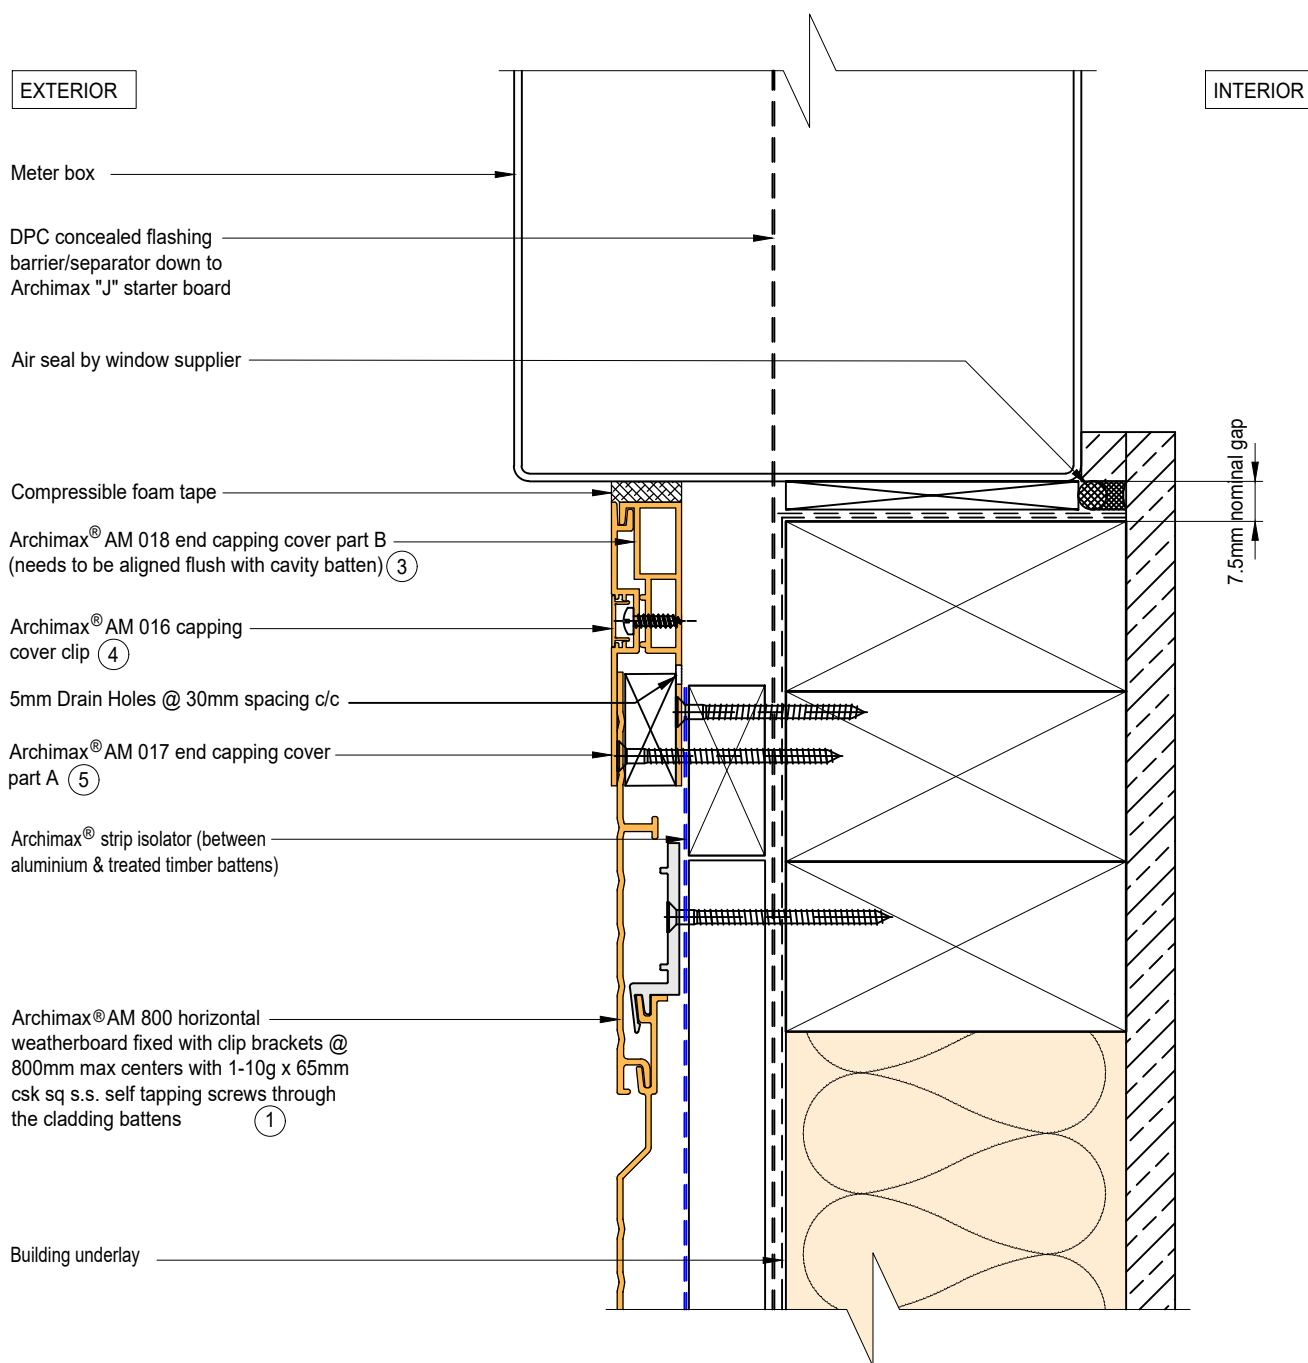 EXTERIOR
INTERIOR
Meter box
DPC concealed flashing
barrier/separator down to
Archimax "J" starter board
Air seal by window supplier
7.5mm nominal gap
Compressible foam tape
Archimax® AM 018 end capping cover part B
(needs to be aligned flush with cavity batten) 3
Archimax® AM 016 capping
cover clip 4
5mm Drain Holes @ 30mm spacing c/c
Archimax® AM 017 end capping cover
part A 5
Archimax® strip isolator (between
aluminium & treated timber battens)
Archimax® AM 800 horizontal
weatherboard fixed with clip brackets @
800mm max centers with 1-10g x 65mm
csk sq s.s. self tapping screws through
the cladding battens 1
Building underlay